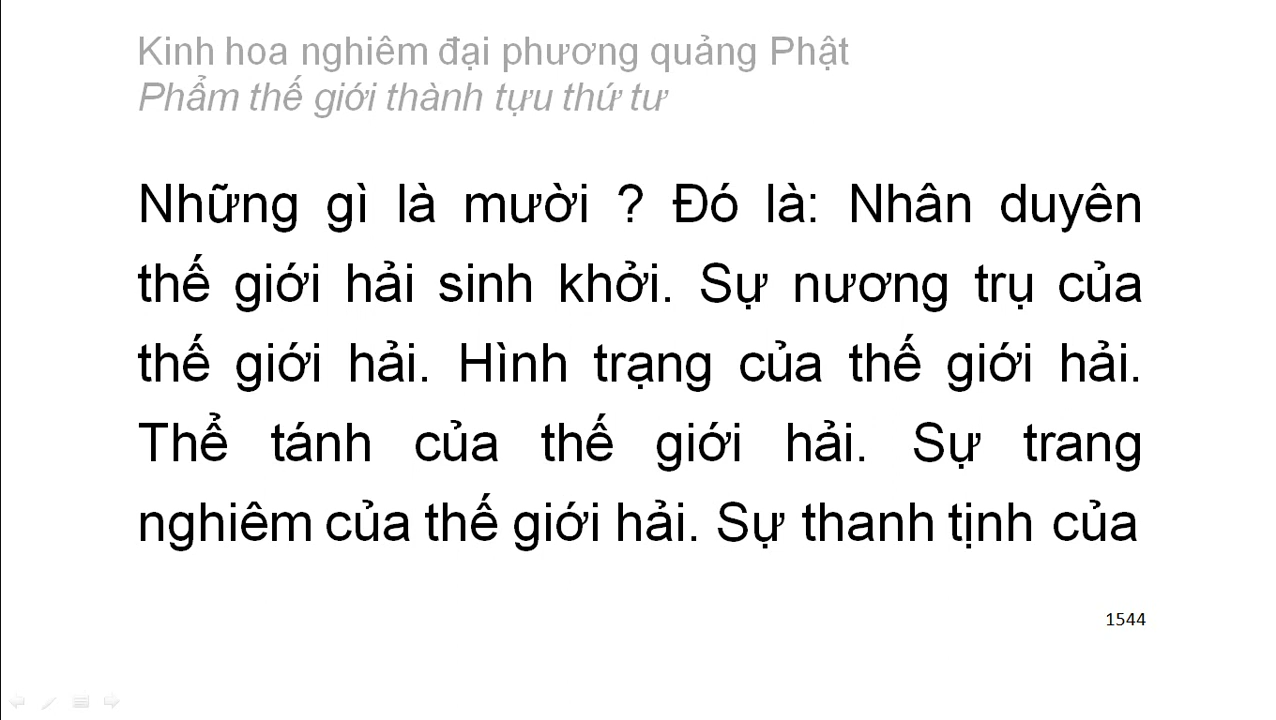 Kinh hoa nghiêm đại phương quảng Phật
Phẩm thế giới thành tựu thứ tư
Những gì là mười ? Đó là: Nhân duyên
thế giới hải sinh khởi. Sự nương trụ của
thế giới hải. Hình trạng của thế giới hải.
Thể tánh của thế giới hải. Sự trang
nghiêm của thế giới hải. Sự thanh tịnh của
1544